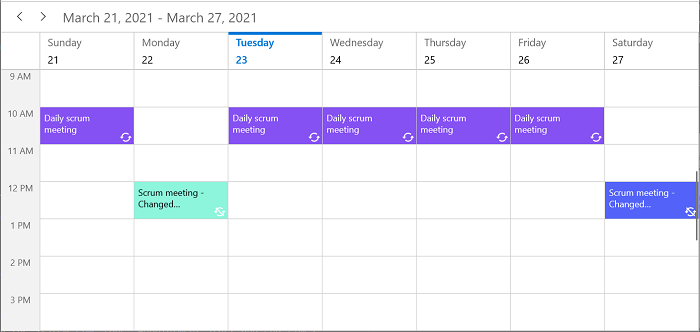 March 21, 2021 - March 27, 2021
Sunday Monday Tuesday Wednesday Thursday Friday Saturday
21 22 23 24 25 26 27
9 AM
10 AM
Daily scrum meeting
Daily scrum meeting
Daily scrum meeting
Daily scrum meeting
Daily scrum meeting
11 AM
12 PM
Scrum meeting -
Changed...
Scrum meeting -
Changed...
1 PM
2 PM
3 PM